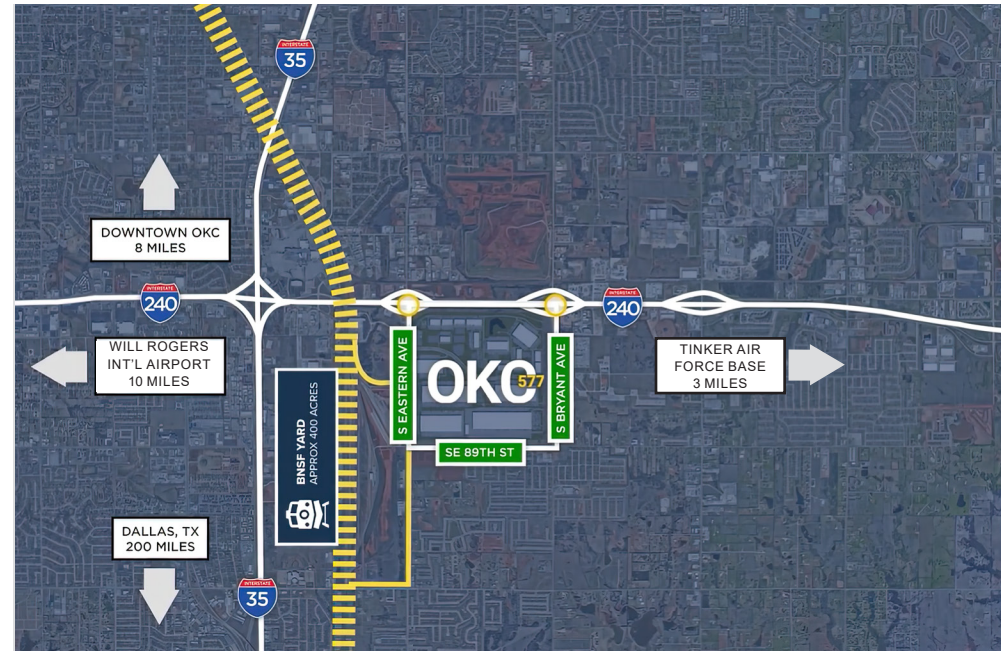 INTERSTATE
35
DOWNTOWN OKC
8 MILES
INTERSTATE
240
INTERSTATE
240
WILL ROGERS
INT'L AIRPORT
10 MILES
TINKER AIR
FORCE BASE
3 MILES
S EASTERN AVE
OKC
577
S BRYANT AVE
SE 89TH ST
BNSF YARD
APPROX 400 ACRES
DALLAS, TX
200 MILES
INTERSTATE
35